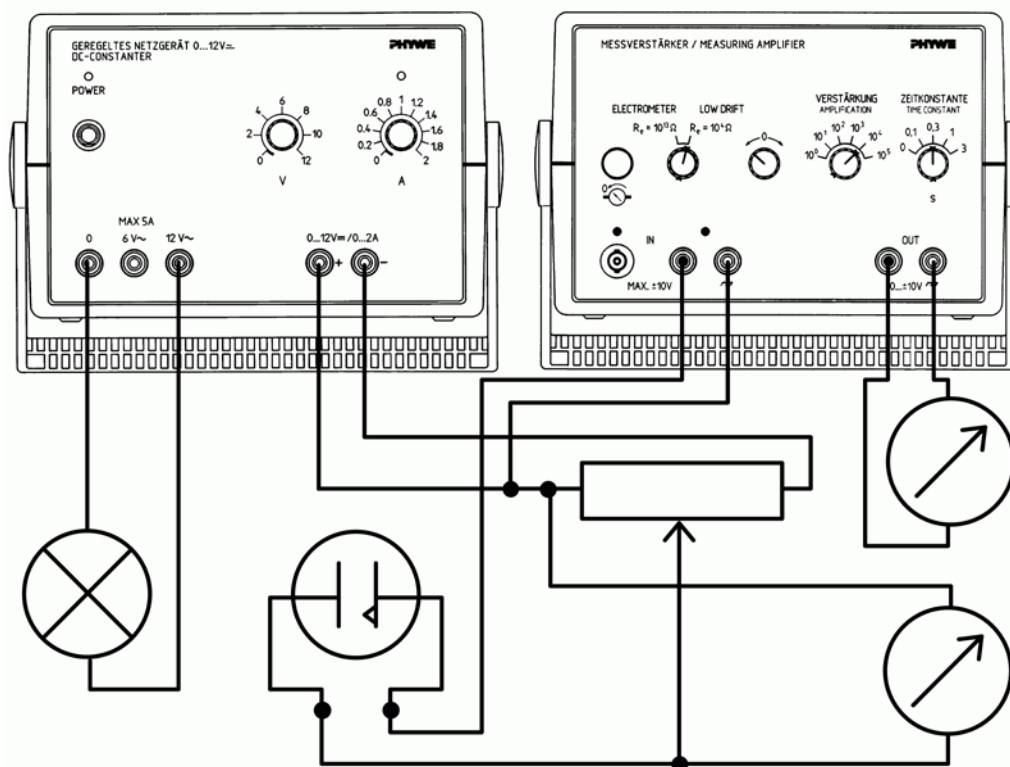 GEREGELTES NETZGERÄT 0...12V⎓
DC-CONSTANTER
PHYWE
POWER
0
2
4
6
8
10
12
V
0
0.2
0.4
0.6
0.8
1
1.2
1.4
1.6
1.8
2
A
MAX 5A
0
6 V~
12 V~
0...12V⎓/0...2A
+
−
MESSVERSTÄRKER / MEASURING AMPLIFIER
PHYWE
ELECTROMETER
LOW DRIFT
Rₑ = 10¹³Ω
Rₑ = 10⁴Ω
0
0
VERSTÄRKUNG
AMPLIFICATION
10⁰
10¹
10²
10³
10⁴
10⁵
ZEITKONSTANTE
TIME CONSTANT
0
0,1
0,3
1
3
S
IN
MAX. ±10V
OUT
0...±10V